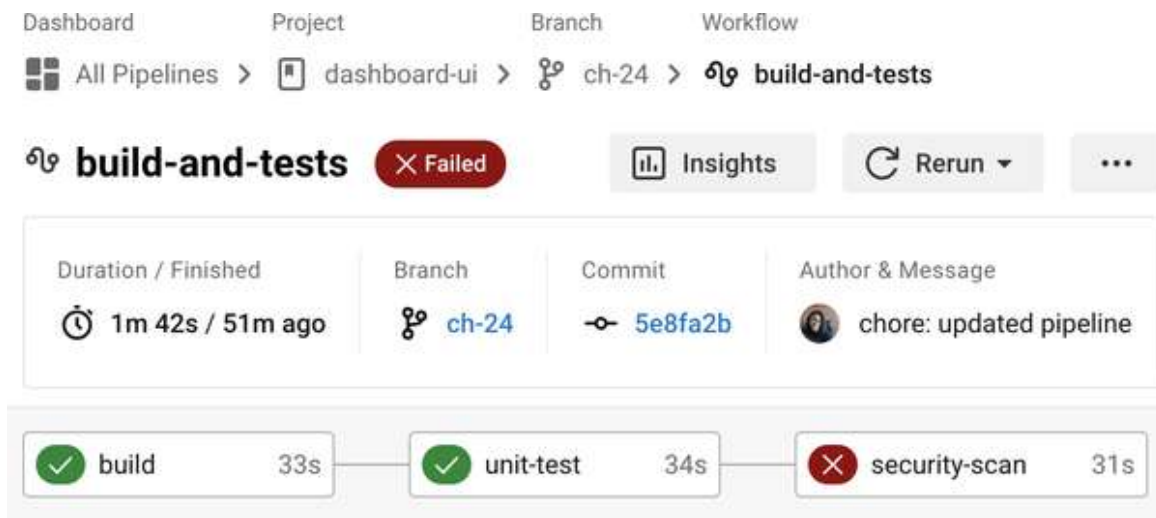 Dashboard Project Branch Workflow
All Pipelines > dashboard-ui > ch-24 > build-and-tests
build-and-tests Failed Insights Rerun
Duration / Finished Branch Commit Author & Message
1m 42s / 51m ago ch-24 5e8fa2b chore: updated pipeline
build 33s unit-test 34s security-scan 31s